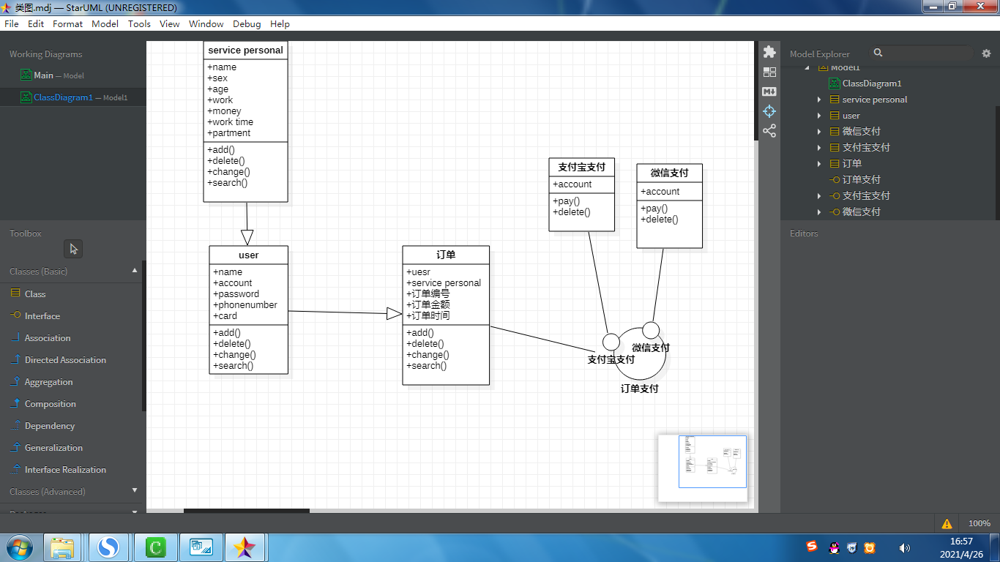 类图.mdj — StarUML (UNREGISTERED)
File Edit Format Model Tools View Window Debug Help
Working Diagrams
Main — Model
ClassDiagram1 — Model1
Toolbox
Classes (Basic)
Class
Interface
Association
Directed Association
Aggregation
Composition
Dependency
Generalization
Interface Realization
Classes (Advanced)
service personal
+name
+sex
+age
+work
+money
+work time
+partment
+add()
+delete()
+change()
+search()
user
+name
+account
+password
+phonenumber
+card
+add()
+delete()
+change()
+search()
订单
+uesr
+service personal
+订单编号
+订单金额
+订单时间
+add()
+delete()
+change()
+search()
支付宝支付
+account
+pay()
+delete()
微信支付
+account
+pay()
+delete()
微信支付
支付宝支付
订单支付
Model Explorer
Model1
ClassDiagram1
service personal
user
微信支付
支付宝支付
订单
订单支付
支付宝支付
微信支付
Editors
100%
16:57
2021/4/26